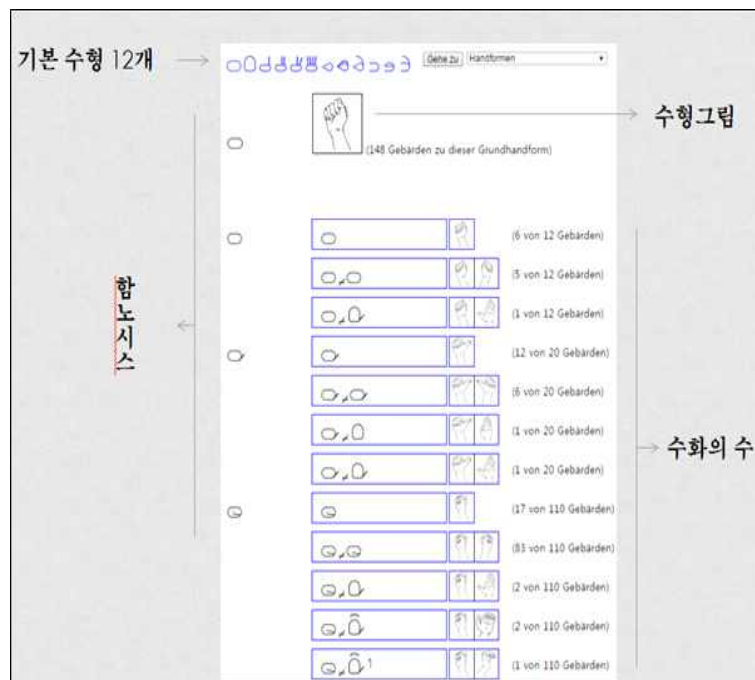 기본 수형 12개
Gehe zu Handformen
수형그림
(148 Gebärden zu dieser Grundhandform)
(6 von 12 Gebärden)
(5 von 12 Gebärden)
함노시스
(1 von 12 Gebärden)
(12 von 20 Gebärden)
(6 von 20 Gebärden)
(1 von 20 Gebärden)
수화의 수
(1 von 20 Gebärden)
(17 von 110 Gebärden)
(83 von 110 Gebärden)
(2 von 110 Gebärden)
(2 von 110 Gebärden)
1
(1 von 110 Gebärden)